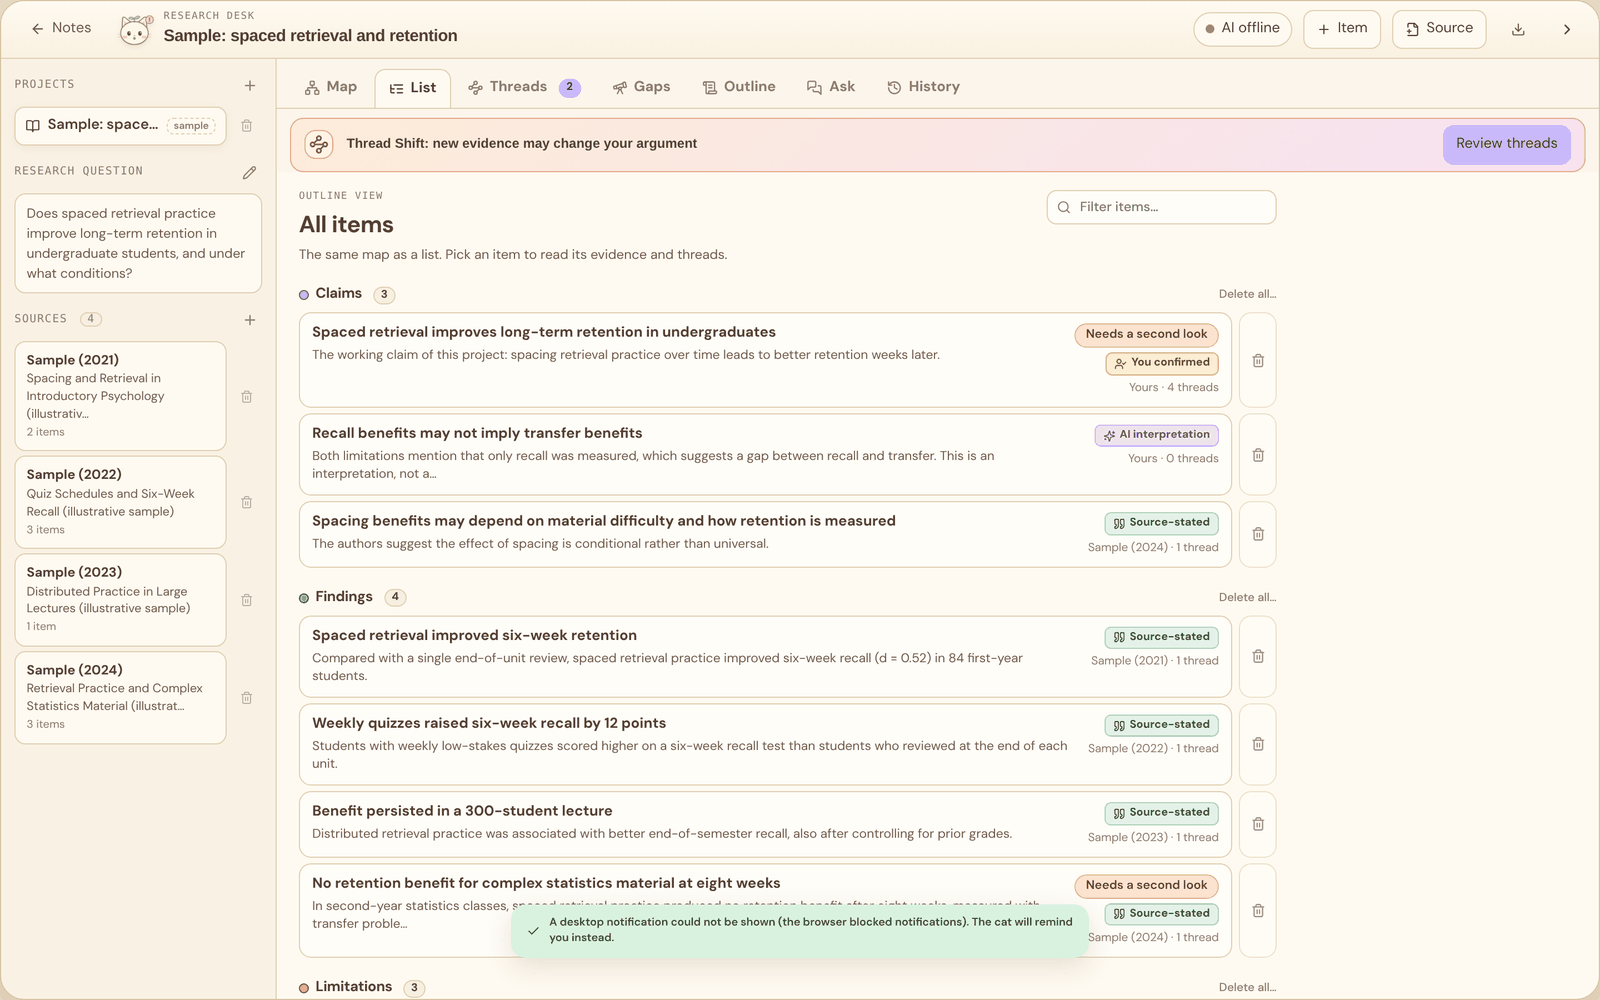 Notes
RESEARCH DESK
Sample: spaced retrieval and retention
AI offline
Item
Source
PROJECTS
Sample: space...
sample
RESEARCH QUESTION
Does spaced retrieval practice
improve long-term retention in
undergraduate students, and under
what conditions?
SOURCES 4
Sample (2021)
Spacing and Retrieval in
Introductory Psychology
(illustrativ...
2 items
Sample (2022)
Quiz Schedules and Six-Week
Recall (illustrative sample)
3 items
Sample (2023)
Distributed Practice in Large
Lectures (illustrative sample)
1 item
Sample (2024)
Retrieval Practice and Complex
Statistics Material (illustrat...
3 items
Map
List
Threads 2
Gaps
Outline
Ask
History
Thread Shift: new evidence may change your argument
Review threads
OUTLINE VIEW
All items
The same map as a list. Pick an item to read its evidence and threads.
Filter items...
Claims 3
Delete all...
Spaced retrieval improves long-term retention in undergraduates
The working claim of this project: spacing retrieval practice over time leads to better retention weeks later.
Needs a second look
You confirmed
Yours · 4 threads
Recall benefits may not imply transfer benefits
Both limitations mention that only recall was measured, which suggests a gap between recall and transfer. This is an
interpretation, not a...
AI interpretation
Yours · 0 threads
Spacing benefits may depend on material difficulty and how retention is measured
The authors suggest the effect of spacing is conditional rather than universal.
Source-stated
Sample (2024) · 1 thread
Findings 4
Delete all...
Spaced retrieval improved six-week retention
Compared with a single end-of-unit review, spaced retrieval practice improved six-week recall (d = 0.52) in 84 first-year
students.
Source-stated
Sample (2021) · 1 thread
Weekly quizzes raised six-week recall by 12 points
Students with weekly low-stakes quizzes scored higher on a six-week recall test than students who reviewed at the end of each
unit.
Source-stated
Sample (2022) · 1 thread
Benefit persisted in a 300-student lecture
Distributed retrieval practice was associated with better end-of-semester recall, also after controlling for prior grades.
Source-stated
Sample (2023) · 1 thread
No retention benefit for complex statistics material at eight weeks
In second-year statistics classes, spaced retrieval practice produced no retention benefit after eight weeks, measured with
transfer proble...
Needs a second look
Source-stated
Sample (2024) · 1 thread
A desktop notification could not be shown (the browser blocked notifications). The cat will remind
you instead.
Limitations 3
Delete all...